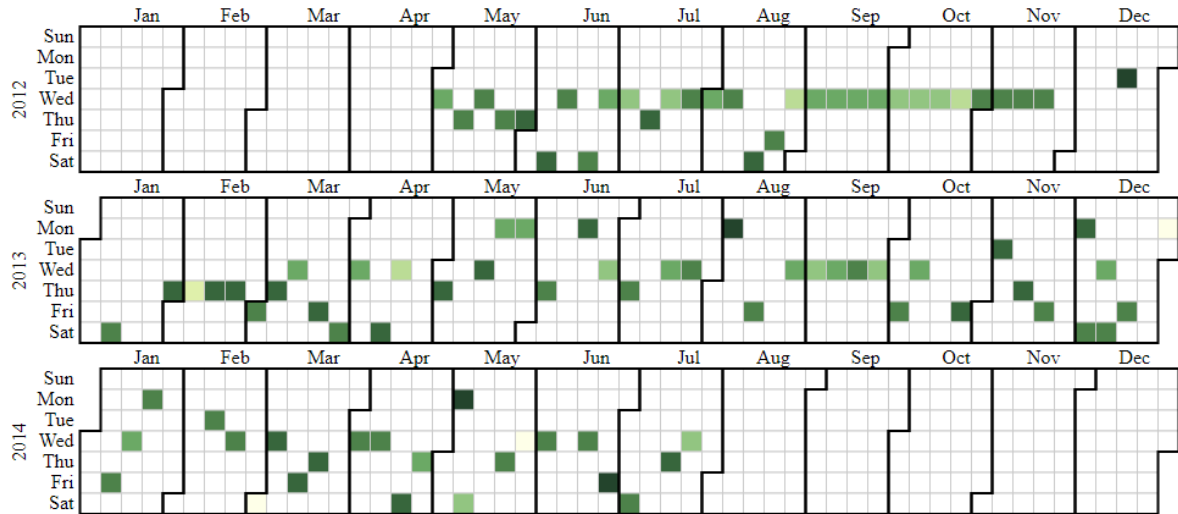 Jan Feb Mar Apr May Jun Jul Aug Sep Oct Nov Dec
Sun
Mon
Tue
Wed
Thu
Fri
Sat
2012
Jan Feb Mar Apr May Jun Jul Aug Sep Oct Nov Dec
Sun
Mon
Tue
Wed
Thu
Fri
Sat
2013
Jan Feb Mar Apr May Jun Jul Aug Sep Oct Nov Dec
Sun
Mon
Tue
Wed
Thu
Fri
Sat
2014